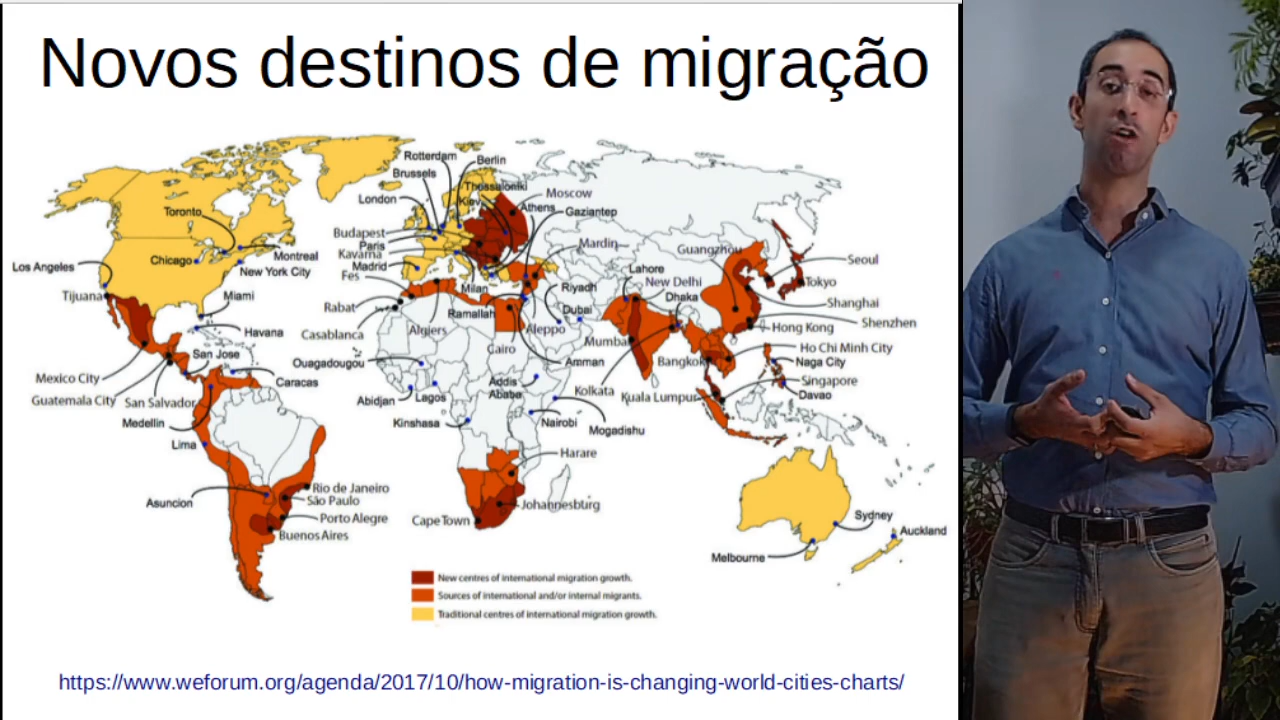 Novos destinos de migração
Rotterdam
Berlin
Brussels
Thessaloniki
Moscow
London
Kiev
Athens
Gaziantep
Toronto
Budapest
Paris
Mardin
Guangzhou
Montreal
Kavarna
Chicago
Seoul
Los Angeles
New York City
Madrid
Lahore
Fes
New Delhi
Tokyo
Tijuana
Miami
Milan
Riyadh
Dhaka
Rabat
Ramallah
Dubai
Shanghai
Havana
Casablanca
Algiers
Aleppo
Mumbai
Hong Kong
Shenzhen
San Jose
Cairo
Ho Chi Minh City
Ouagadougou
Amman
Bangkok
Naga City
Mexico City
Caracas
Addis
Ababa
Kolkata
Singapore
Guatemala City
San Salvador
Abidjan
Lagos
Kuala Lumpur
Davao
Medellin
Kinshasa
Nairobi
Mogadishu
Lima
Harare
Rio de Janeiro
Asuncion
São Paulo
Johannesburg
Porto Alegre
Cape Town
Sydney
Buenos Aires
Auckland
Melbourne
New centres of international migration growth.
Sources of international and/or internal migrants.
Traditional centres of international migration growth.
https://www.weforum.org/agenda/2017/10/how-migration-is-changing-world-cities-charts/